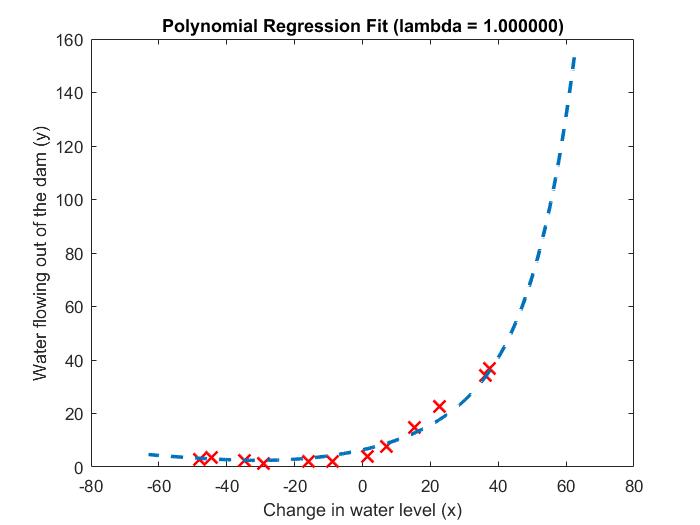 Polynomial Regression Fit (lambda = 1.000000)
160
140
120
100
80
60
40
20
0
Water flowing out of the dam (y)
-80 -60 -40 -20 0 20 40 60 80
Change in water level (x)